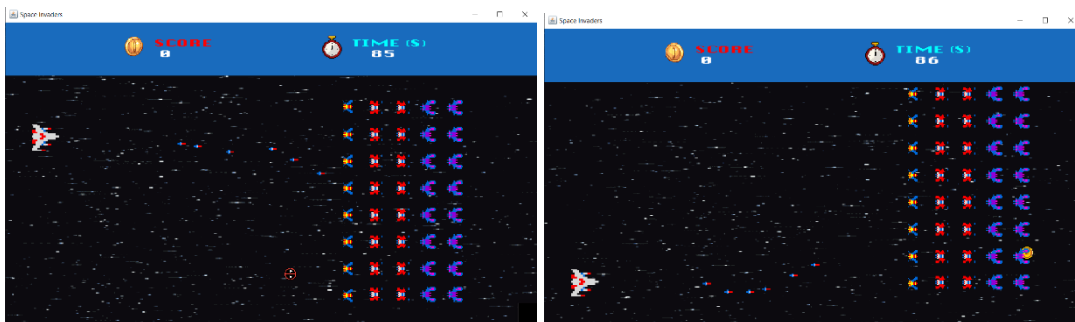 Space Invaders
SCORE
0
TIME (S)
85
Space Invaders
SCORE
0
TIME (S)
86